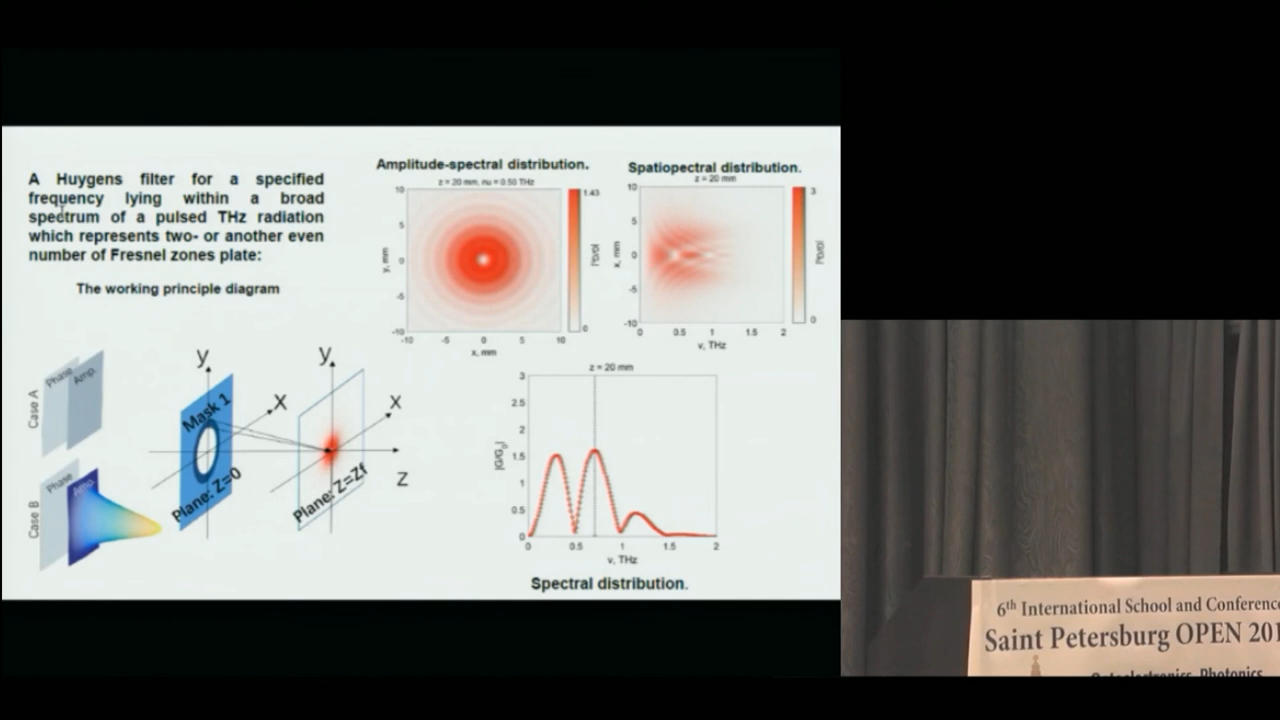 A Huygens filter for a specified
frequency lying within a broad
spectrum of a pulsed THz radiation
which represents two- or another even
number of Fresnel zones plate:
The working principle diagram
Case A
Phase
Amp.
Case B
Phase
Amp.
y
Mask 1
X
Plane: Z=0
y
X
Z
Plane: Z=Zf
Amplitude-spectral distribution.
z = 20 mm, nu = 0.50 THz
10
5
0
-5
-10
y, mm
-10 -5 0 5 10
x, mm
1.43
0
Spatiopectral distribution.
z = 20 mm
10
5
0
-5
-10
x, mm
0 0.5 1 1.5 2
ν, THz
3
0
z = 20 mm
3
2.5
2
1.5
1
0.5
0
|G/G0|
0 0.5 1 1.5 2
ν, THz
Spectral distribution.
6th International School and Conference
Saint Petersburg OPEN 201
Photonics